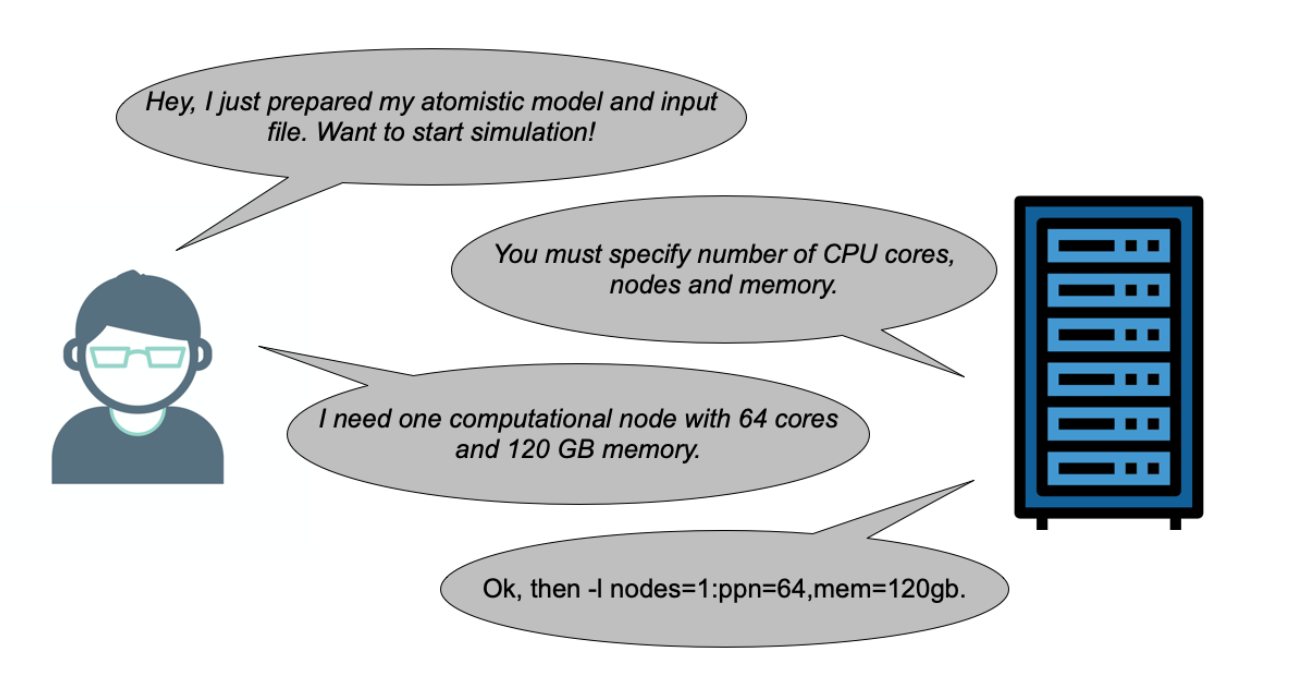 Hey, I just prepared my atomistic model and input
file. Want to start simulation!
You must specify number of CPU cores,
nodes and memory.
I need one computational node with 64 cores
and 120 GB memory.
Ok, then -l nodes=1:ppn=64,mem=120gb.